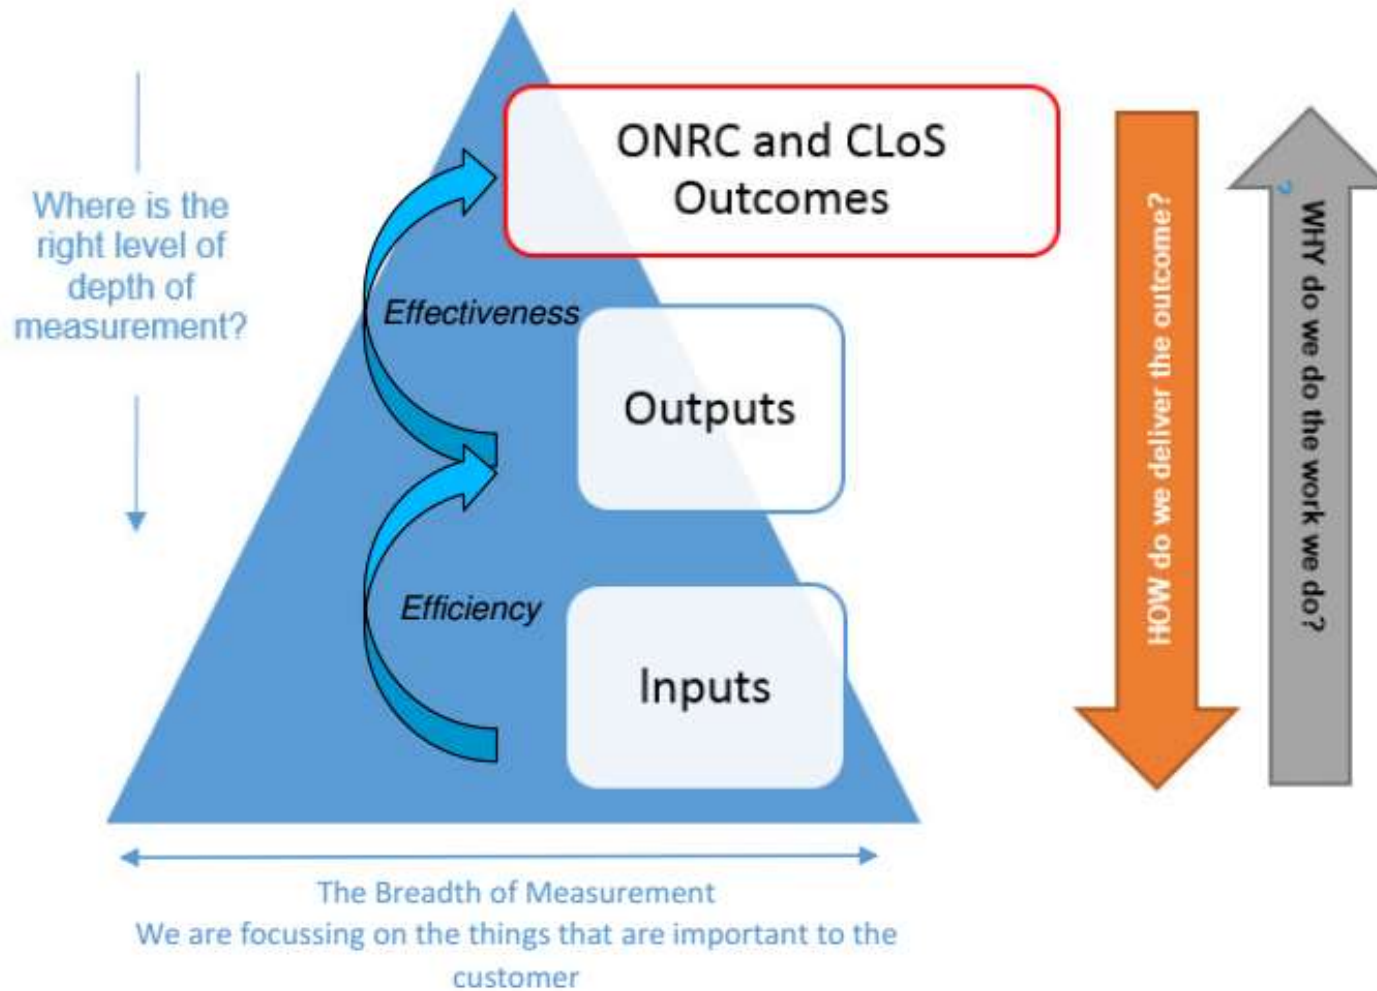 ONRC and CLoS
Outcomes
Where is the
right level of
depth of
measurement?
Effectiveness
Outputs
Efficiency
Inputs
HOW do we deliver the outcome?
WHY do we do the work we do?
The Breadth of Measurement
We are focussing on the things that are important to the
customer